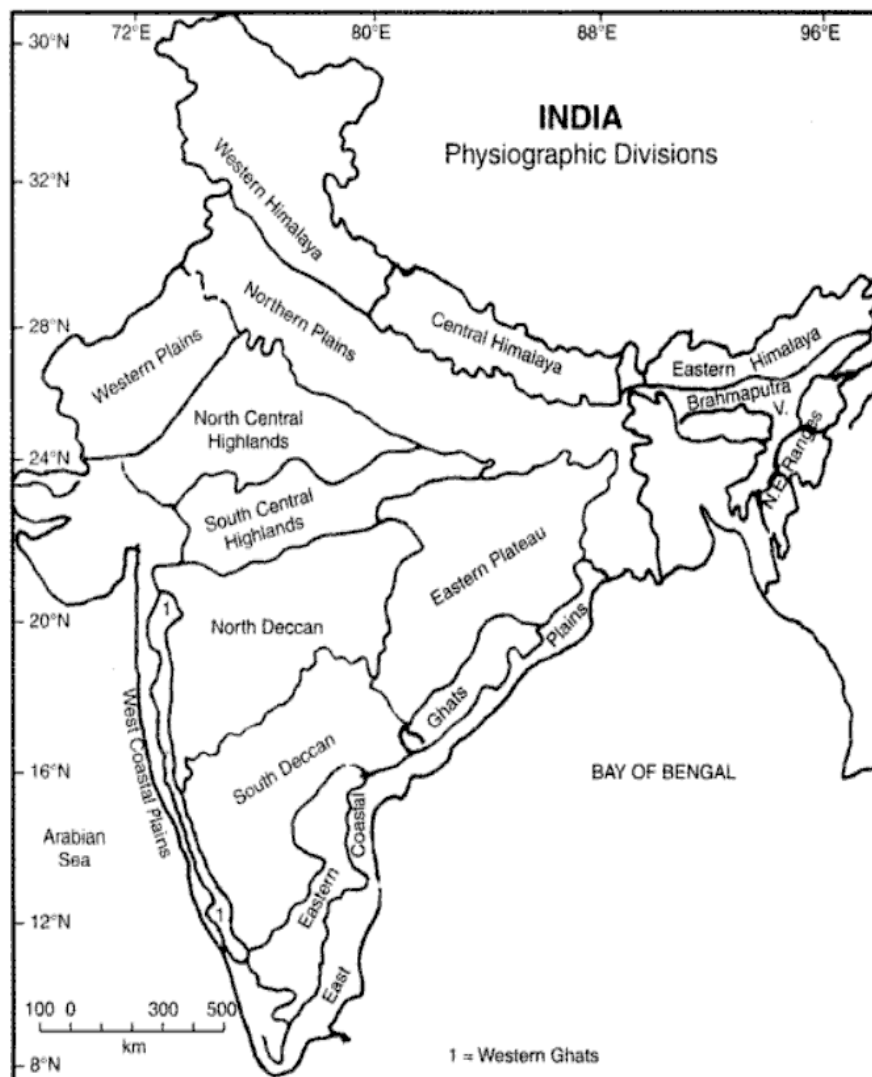 72°E 80°E 88°E 96°E
30°N
INDIA
Physiographic Divisions
32°N
Western Himalaya
28°N
Northern Plains
Western Plains
Central Himalaya
Eastern Himalaya
Brahmaputra
V.
North Central
Highlands
N.E. Ranges
24°N
South Central
Highlands
Eastern Plateau
20°N
1
North Deccan
Plains
Ghats
West Coastal Plains
16°N
South Deccan
BAY OF BENGAL
Coastal
Arabian
Sea
Eastern
12°N
1
East
100 0 300 500
km
1 = Western Ghats
8°N